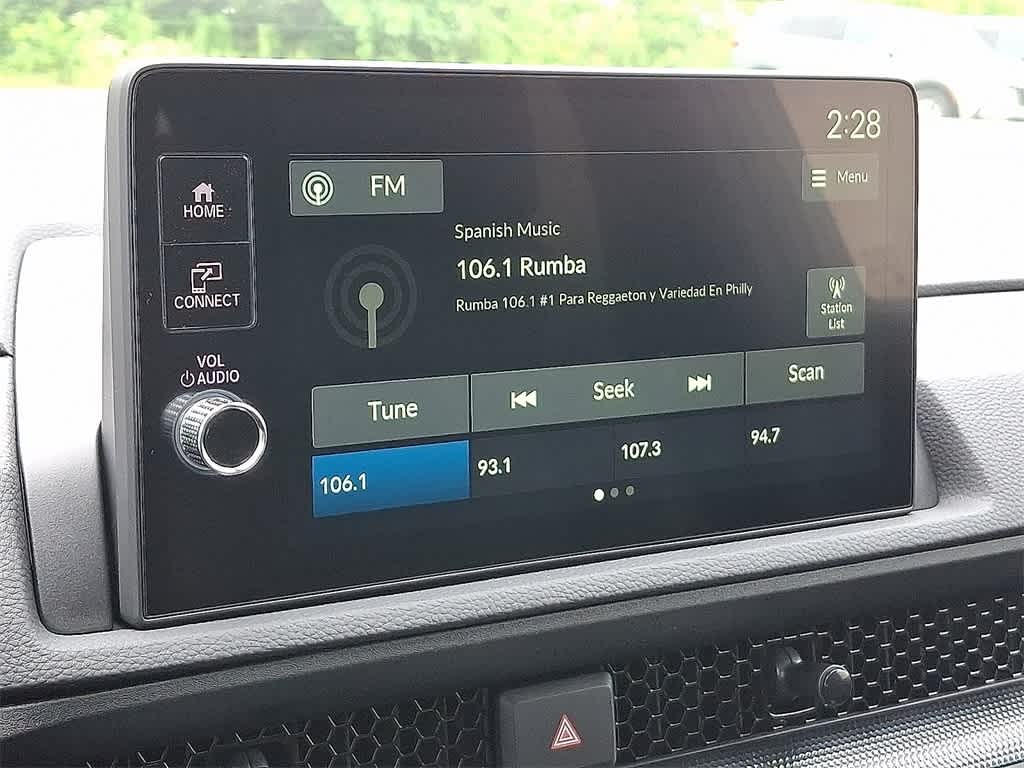 2:28
HOME
FM
Menu
CONNECT
Spanish Music
106.1 Rumba
Rumba 106.1 #1 Para Reggaeton y Variedad En Philly
Station
List
VOL
AUDIO
Tune
Seek
Scan
106.1
93.1
107.3
94.7